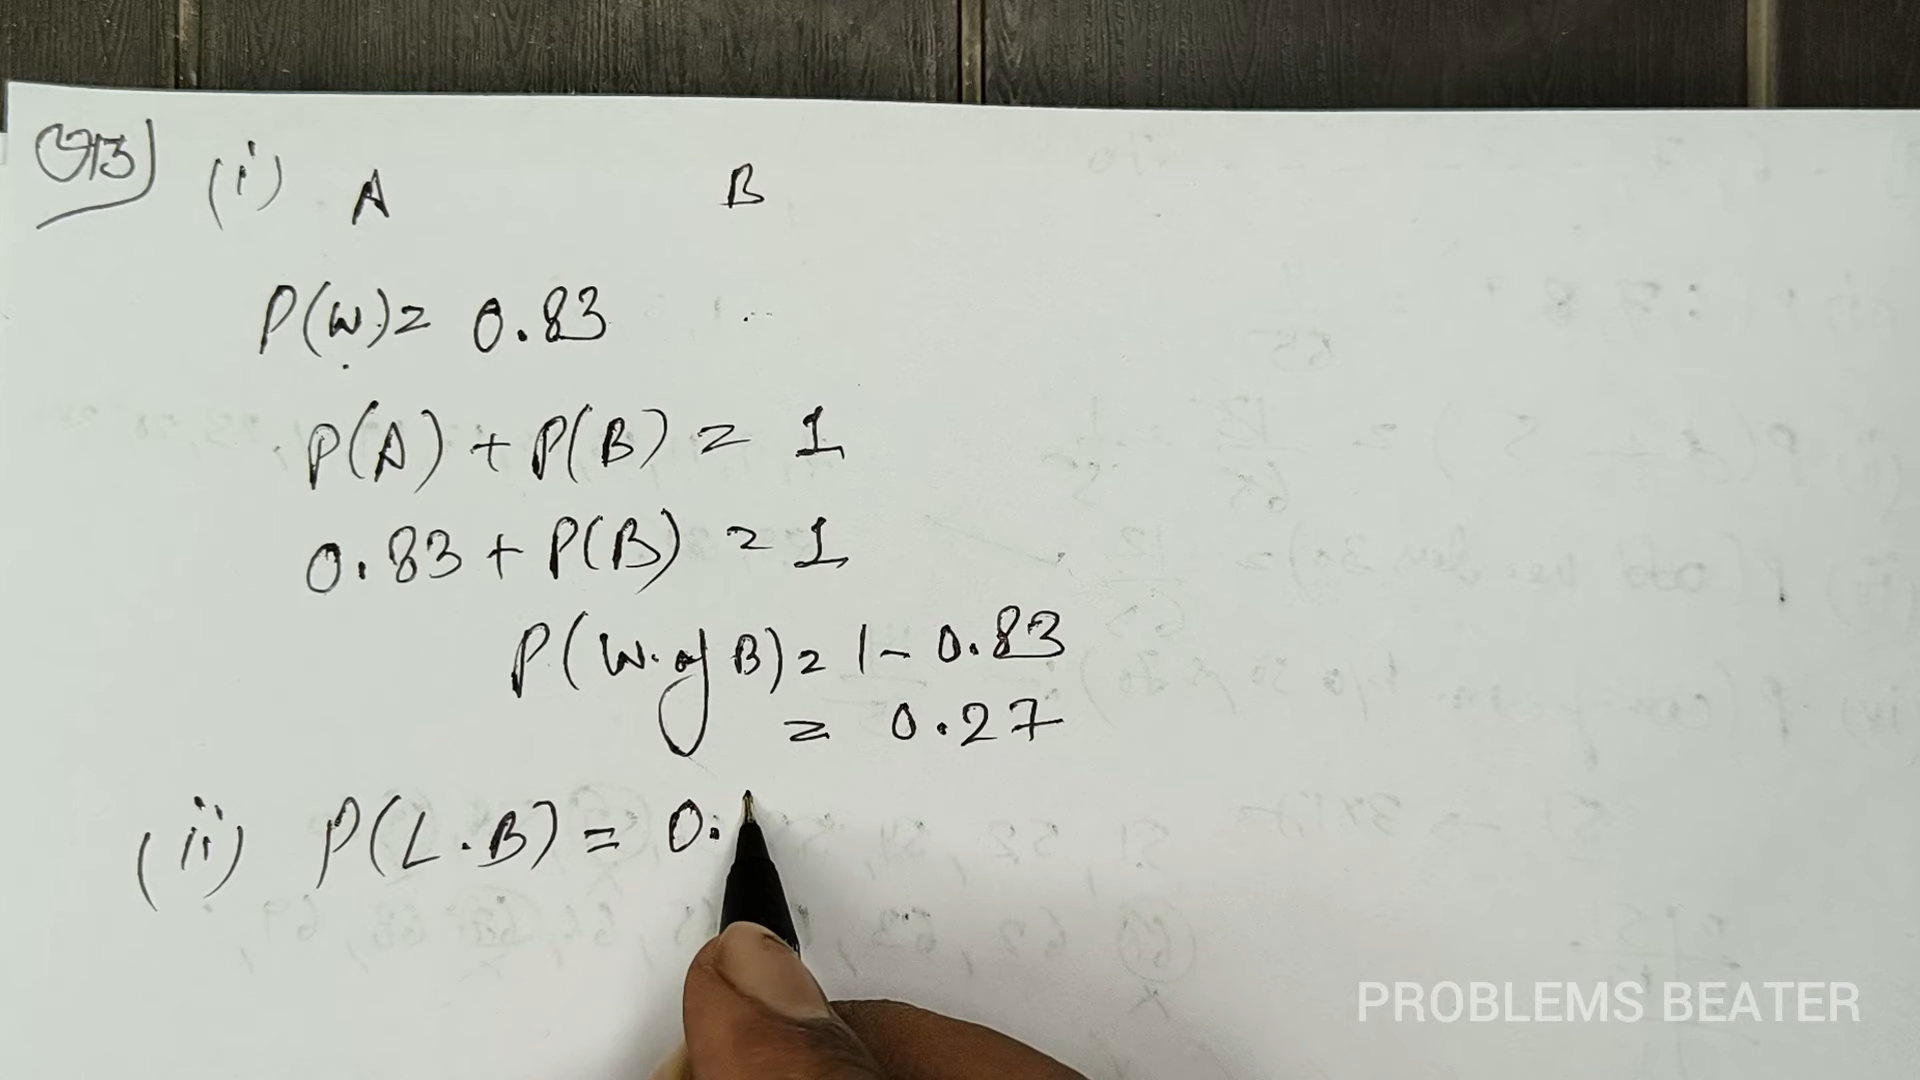 Q13) (i) A B
P(W) = 0.83
P(A) + P(B) = 1
0.83 + P(B) = 1
P(W. of B) = 1 - 0.83
= 0.27
(ii) P(L.B) = 0.
PROBLEMS BEATER